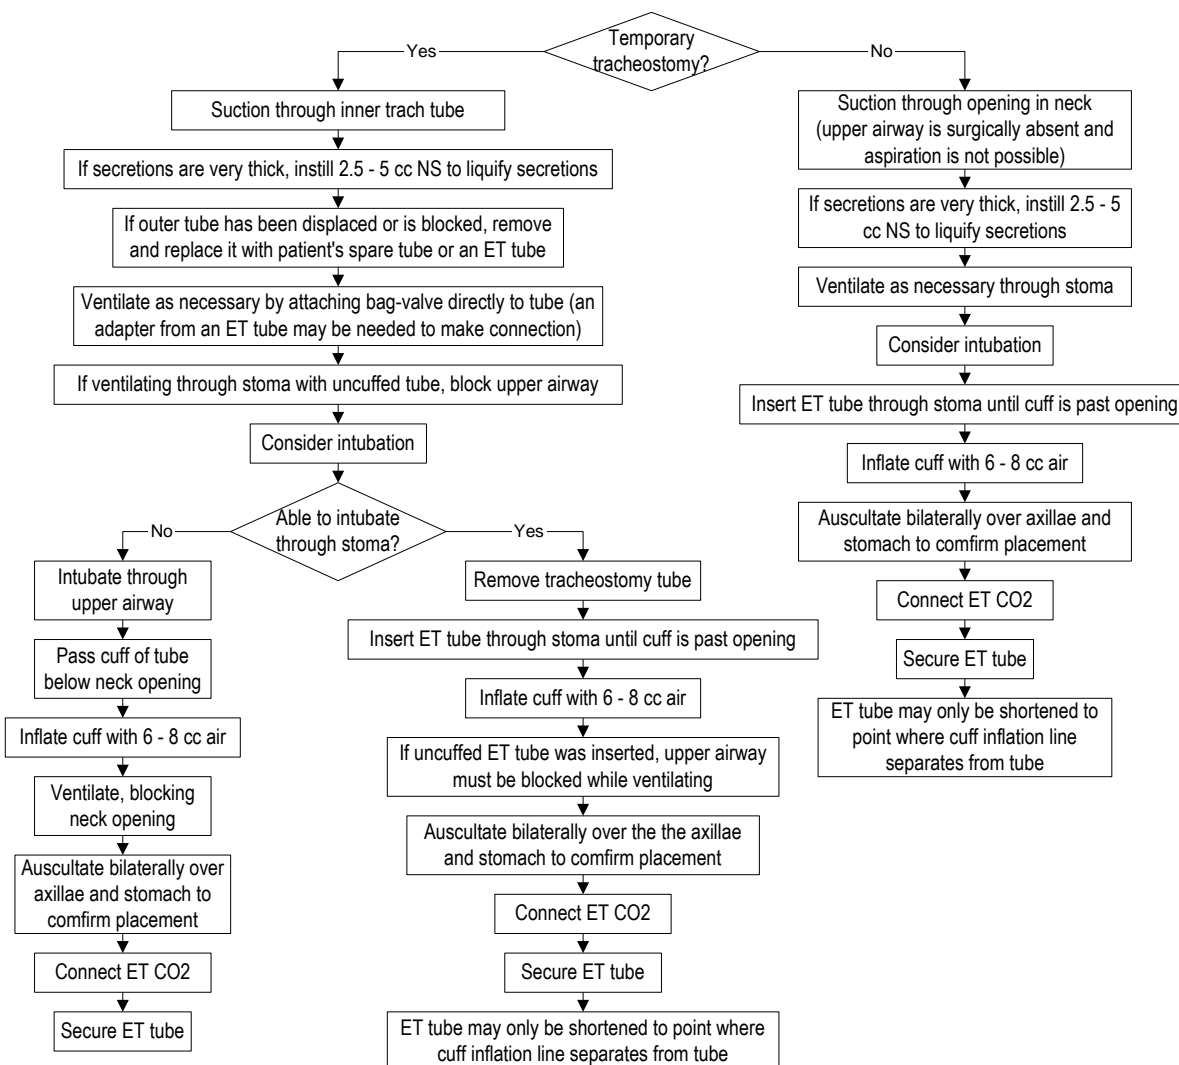 Temporary
tracheostomy?
Yes
No
Suction through inner trach tube
If secretions are very thick, instill 2.5 - 5 cc NS to liquify secretions
If outer tube has been displaced or is blocked, remove
and replace it with patient's spare tube or an ET tube
Ventilate as necessary by attaching bag-valve directly to tube (an
adapter from an ET tube may be needed to make connection)
If ventilating through stoma with uncuffed tube, block upper airway
Consider intubation
Able to intubate
through stoma?
No
Yes
Intubate through
upper airway
Pass cuff of tube
below neck opening
Inflate cuff with 6 - 8 cc air
Ventilate, blocking
neck opening
Auscultate bilaterally over
axillae and stomach to
comfirm placement
Connect ET CO2
Secure ET tube
Remove tracheostomy tube
Insert ET tube through stoma until cuff is past opening
Inflate cuff with 6 - 8 cc air
If uncuffed ET tube was inserted, upper airway
must be blocked while ventilating
Auscultate bilaterally over the the axillae
and stomach to comfirm placement
Connect ET CO2
Secure ET tube
ET tube may only be shortened to point where
cuff inflation line separates from tube
Suction through opening in neck
(upper airway is surgically absent and
aspiration is not possible)
If secretions are very thick, instill 2.5 - 5
cc NS to liquify secretions
Ventilate as necessary through stoma
Consider intubation
Insert ET tube through stoma until cuff is past opening
Inflate cuff with 6 - 8 cc air
Auscultate bilaterally over axillae and
stomach to comfirm placement
Connect ET CO2
Secure ET tube
ET tube may only be shortened to
point where cuff inflation line
separates from tube